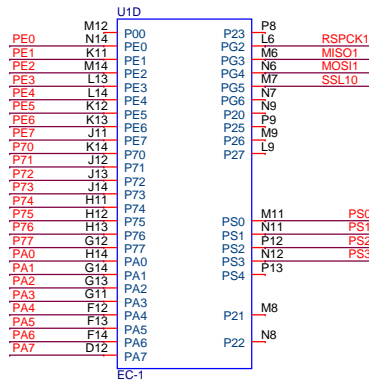 U1D
M12 P00 P23 P8
PE0 N14 PE0 PG2 L6 RSPCK1
PE1 K11 PE1 PG3 M6 MISO1
PE2 M14 PE2 PG4 N6 MOSI1
PE3 L13 PE3 PG5 M7 SSL10
PE4 L14 PE4 PG6 N7
PE5 K12 PE5 P20 N9
PE6 K13 PE6 P25 P9
PE7 J11 PE7 P26 M9
P70 K14 P70 P27 L9
P71 J12 P71
P72 J13 P72
P73 J14 P73
P74 H11 P74
P75 H12 P75 PS0 M11 PS0
P76 H13 P76 PS1 N11 PS1
P77 G12 P77 PS2 P12 PS2
PA0 H14 PA0 PS3 N12 PS3
PA1 G14 PA1 PS4 P13
PA2 G13 PA2
PA3 G11 PA3
PA4 F12 PA4 P21 M8
PA5 F13 PA5
PA6 F14 PA6 P22 N8
PA7 D12 PA7
EC-1